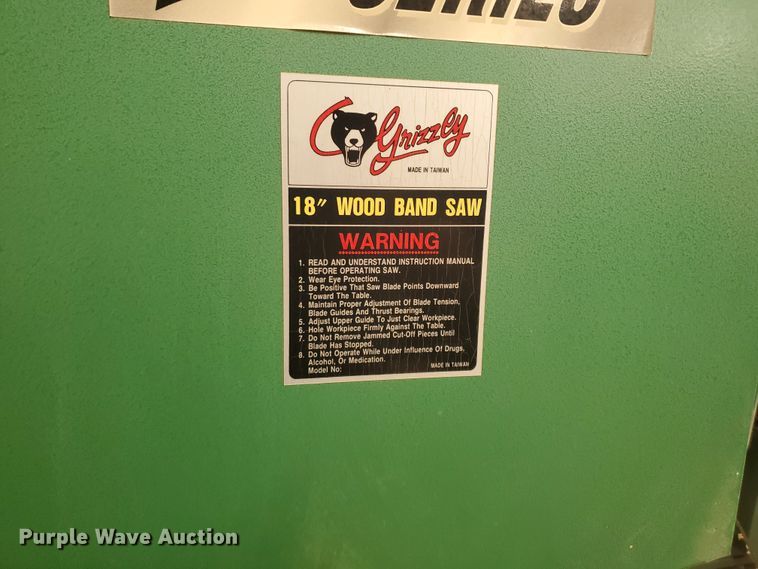 SERIES
Grizzly
MADE IN TAIWAN
18" WOOD BAND SAW
WARNING
1. READ AND UNDERSTAND INSTRUCTION MANUAL
BEFORE OPERATING SAW.
2. Wear Eye Protection.
3. Be Positive That Saw Blade Points Downward
Toward The Table.
4. Maintain Proper Adjustment Of Blade Tension,
Blade Guides And Thrust Bearings.
5. Adjust Upper Guide To Just Clear Workpiece.
6. Hole Workpiece Firmly Against The Table.
7. Do Not Remove Jammed Cut-Off Pieces Until
Blade Has Stopped.
8. Do Not Operate While Under Influence Of Drugs,
Alcohol, Or Medication.
Model No: MADE IN TAIWAN
Purple Wave Auction